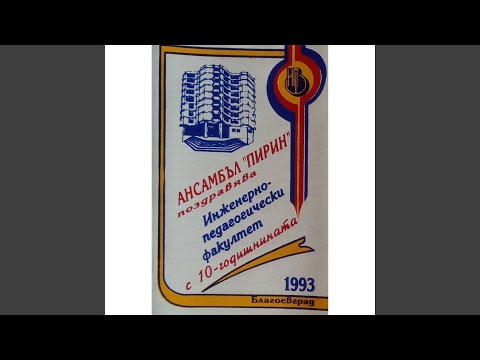 АНСАМБЪЛ "ПИРИН"
поздравява
Инженерно-
педагогически
факултет
с 10-годишнината
1993
Благоевград